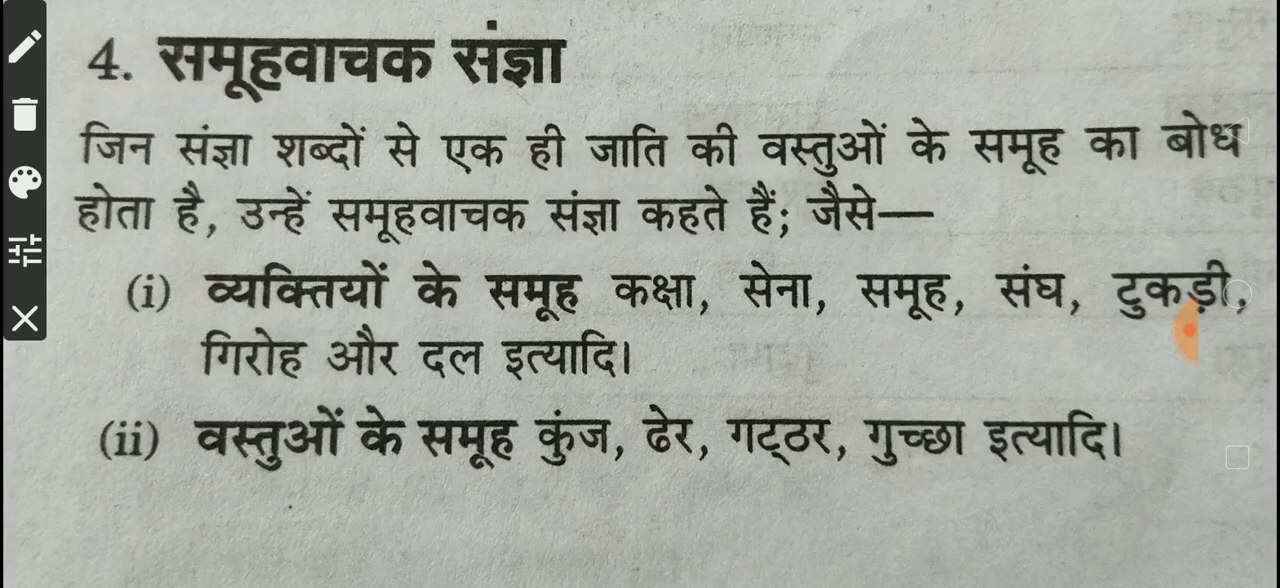 4. समूहवाचक संज्ञा
जिन संज्ञा शब्दों से एक ही जाति की वस्तुओं के समूह का बोध
होता है, उन्हें समूहवाचक संज्ञा कहते हैं; जैसे—
(i) व्यक्तियों के समूह कक्षा, सेना, समूह, संघ, टुकड़ी,
गिरोह और दल इत्यादि।
(ii) वस्तुओं के समूह कुंज, ढेर, गट्ठर, गुच्छा इत्यादि।